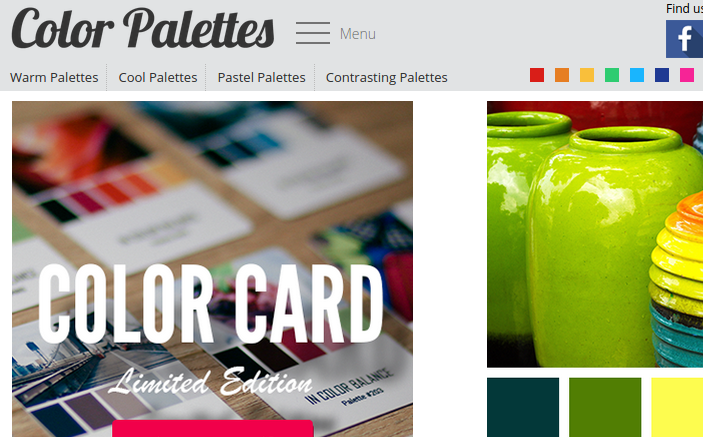 Color Palettes
Menu
Find us
Warm Palettes
Cool Palettes
Pastel Palettes
Contrasting Palettes
COLOR CARD
Limited Edition
IN COLOR BALANCE
Palette #203